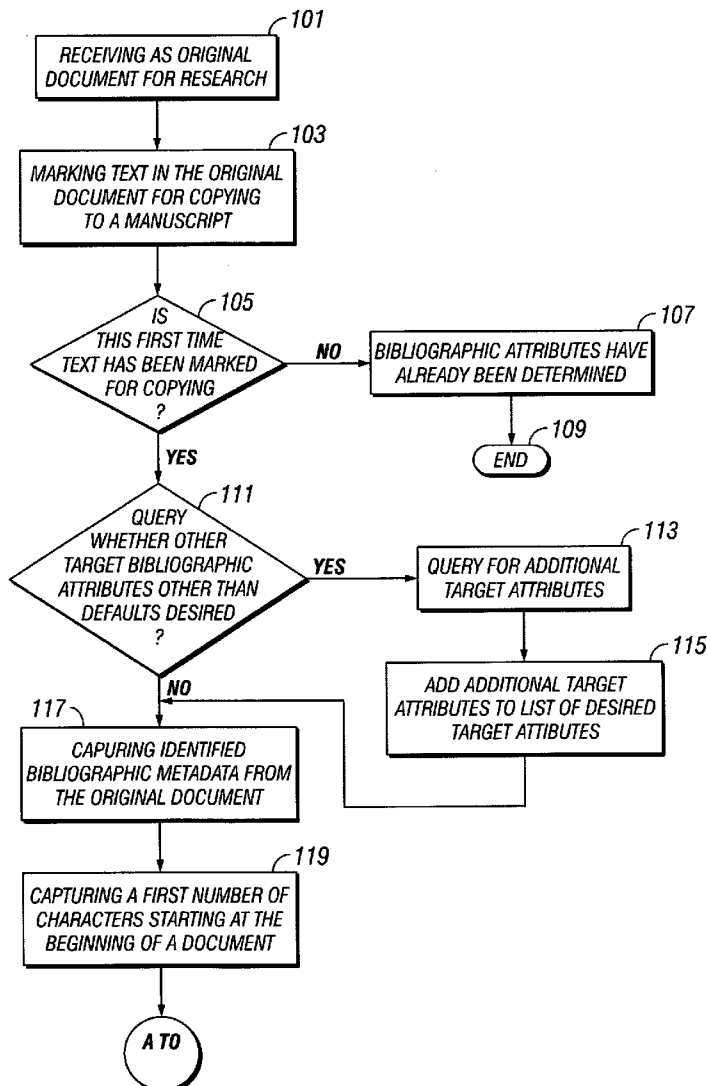 101
RECEIVING AS ORIGINAL
DOCUMENT FOR RESEARCH
103
MARKING TEXT IN THE ORIGINAL
DOCUMENT FOR COPYING
TO A MANUSCRIPT
105
IS
THIS FIRST TIME
TEXT HAS BEEN MARKED
FOR COPYING
?
NO
107
BIBLIOGRAPHIC ATTRIBUTES HAVE
ALREADY BEEN DETERMINED
109
END
YES
111
QUERY
WHETHER OTHER
TARGET BIBLIOGRAPHIC
ATTRIBUTES OTHER THAN
DEFAULTS DESIRED
?
YES
113
QUERY FOR ADDITIONAL
TARGET ATTRIBUTES
115
ADD ADDITIONAL TARGET
ATTRIBUTES TO LIST OF DESIRED
TARGET ATTIBUTES
NO
117
CAPURING IDENTIFIED
BIBLIOGRAPHIC METADATA FROM
THE ORIGINAL DOCUMENT
119
CAPTURING A FIRST NUMBER OF
CHARACTERS STARTING AT THE
BEGINNING OF A DOCUMENT
A TO